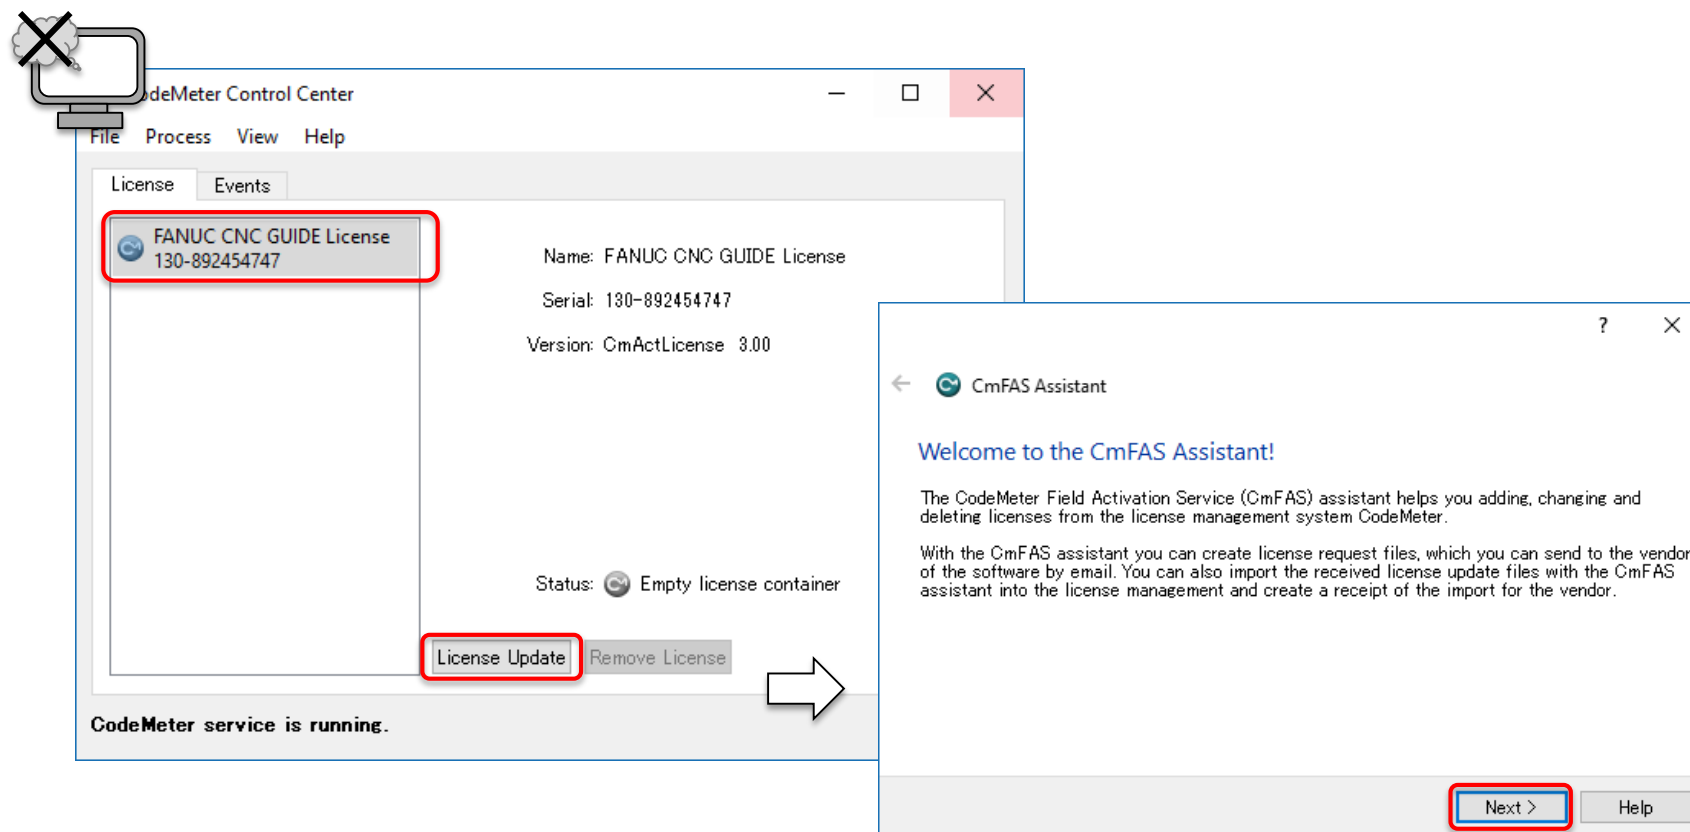 deMeter Control Center
File Process View Help
License Events
FANUC CNC GUIDE License
130-892454747
Name: FANUC CNC GUIDE License
Serial: 130-892454747
Version: CmActLicense 3.00
Status: Empty license container
License Update Remove License
CodeMeter service is running.
?
CmFAS Assistant
Welcome to the CmFAS Assistant!
The CodeMeter Field Activation Service (CmFAS) assistant helps you adding, changing and
deleting licenses from the license management system CodeMeter.
With the CmFAS assistant you can create license request files, which you can send to the vendor
of the software by email. You can also import the received license update files with the CmFAS
assistant into the license management and create a receipt of the import for the vendor.
Next >
Help